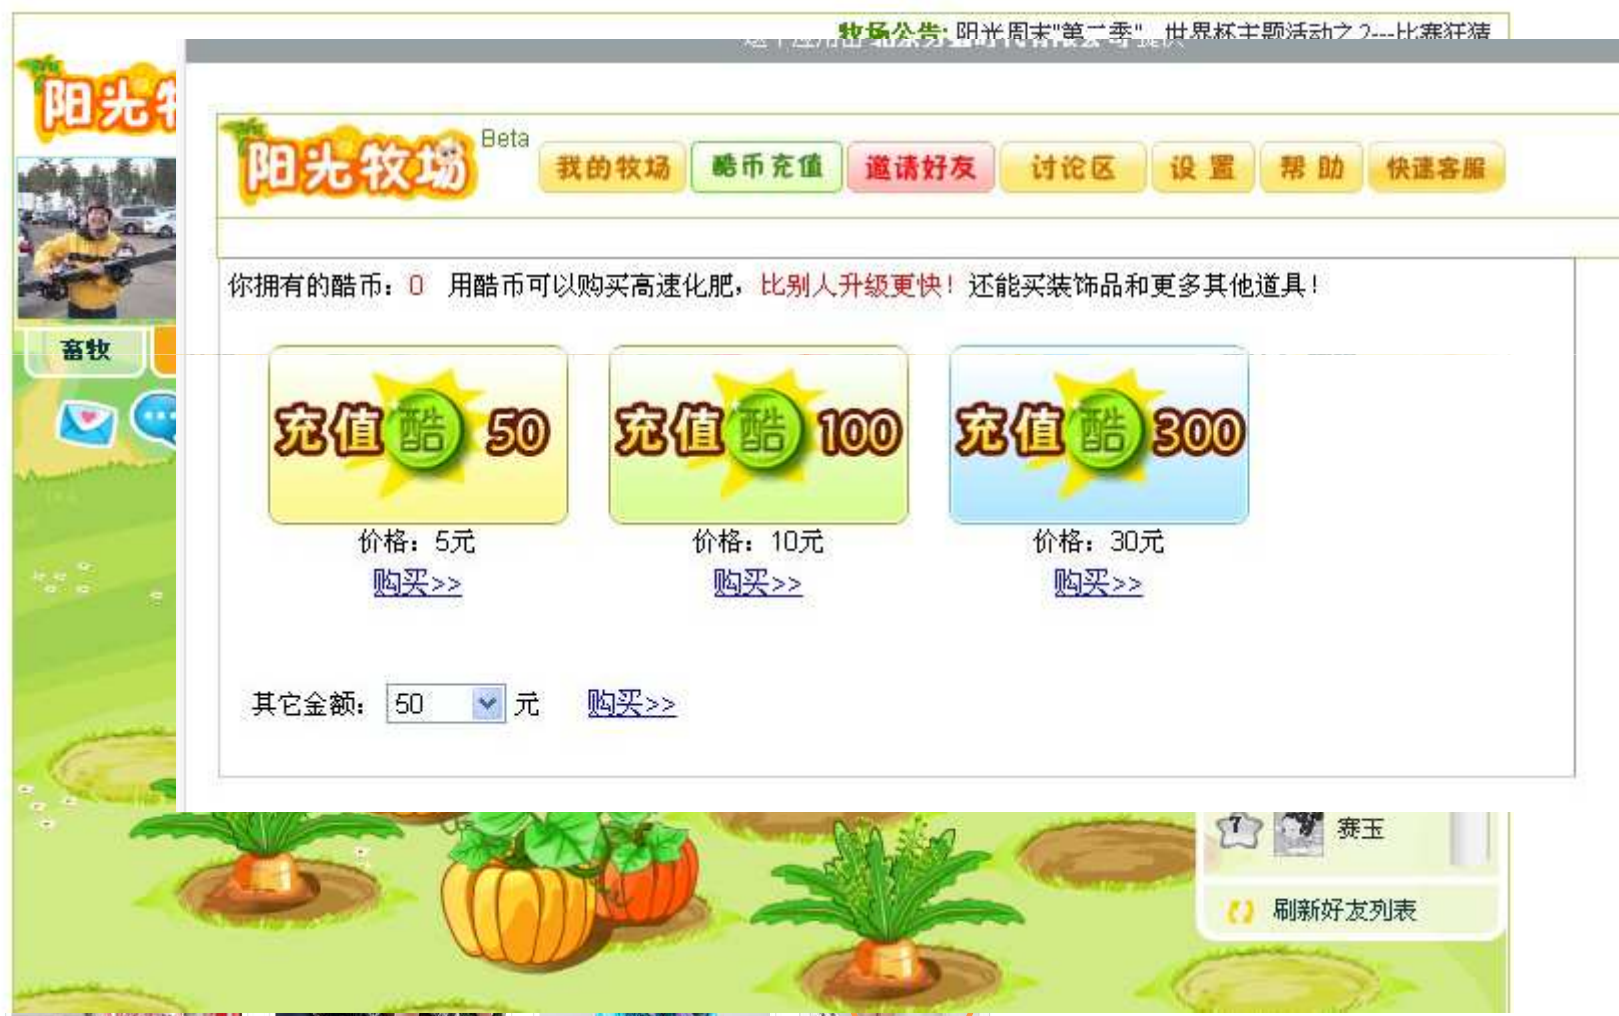 牧场公告: 阳光周末"第二季"，世界杯主题活动之2---比赛狂猜
阳光牧场 Beta
我的牧场 酷币充值 邀请好友 讨论区 设置 帮助 快速客服
你拥有的酷币：0 用酷币可以购买高速化肥，比别人升级更快！还能买装饰品和更多其他道具！
畜牧
充值 酷 50
充值 酷 100
充值 酷 300
价格：5元
价格：10元
价格：30元
购买>>
购买>>
购买>>
其它金额： 50 元 购买>>
7 赛玉
刷新好友列表